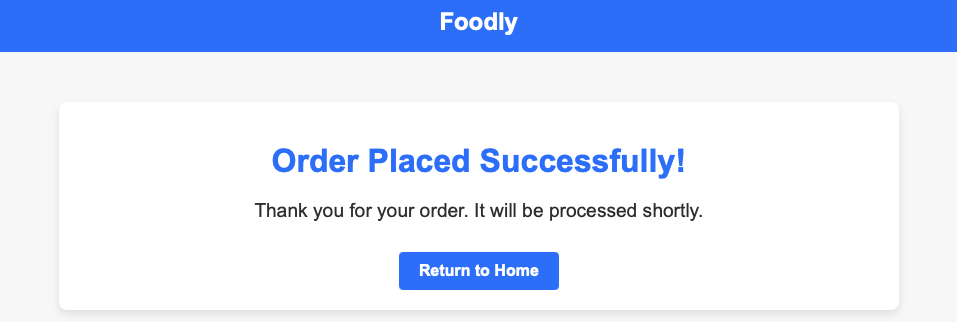 Foodly
Order Placed Successfully!
Thank you for your order. It will be processed shortly.
Return to Home